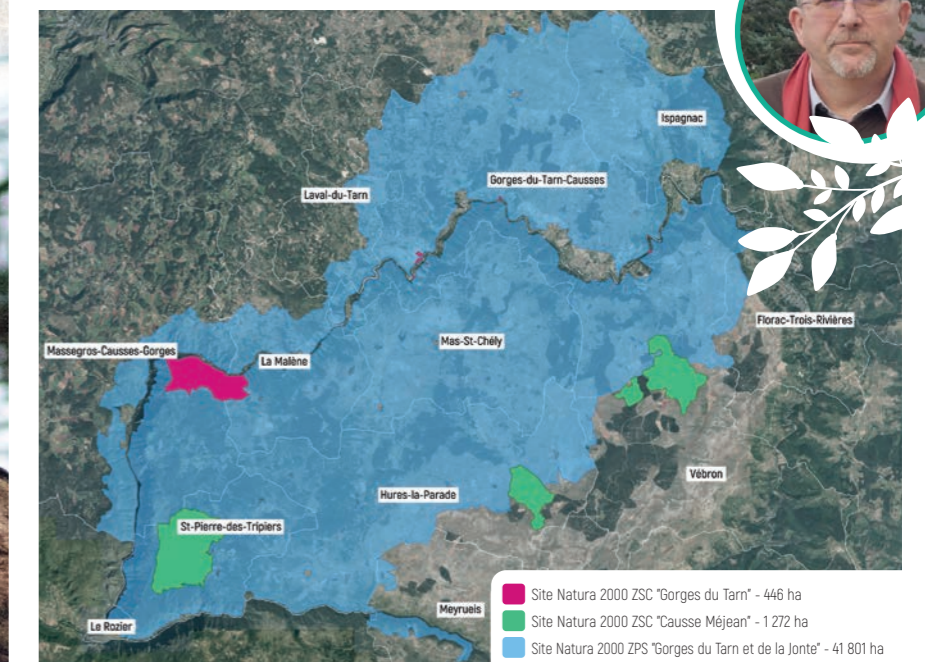 Ispagnac
Gorges-du-Tarn-Causses
Laval-du-Tarn
Florac-Trois-Rivières
Mas-St-Chély
Massegros-Causses-Gorges
La Malène
Vébron
Hures-la-Parade
St-Pierre-des-Tripiers
Meyrueis
Le Rozier
Site Natura 2000 ZSC "Gorges du Tarn" - 446 ha
Site Natura 2000 ZSC "Causse Méjean" - 1 272 ha
Site Natura 2000 ZPS "Gorges du Tarn et de la Jonte" - 41 801 ha